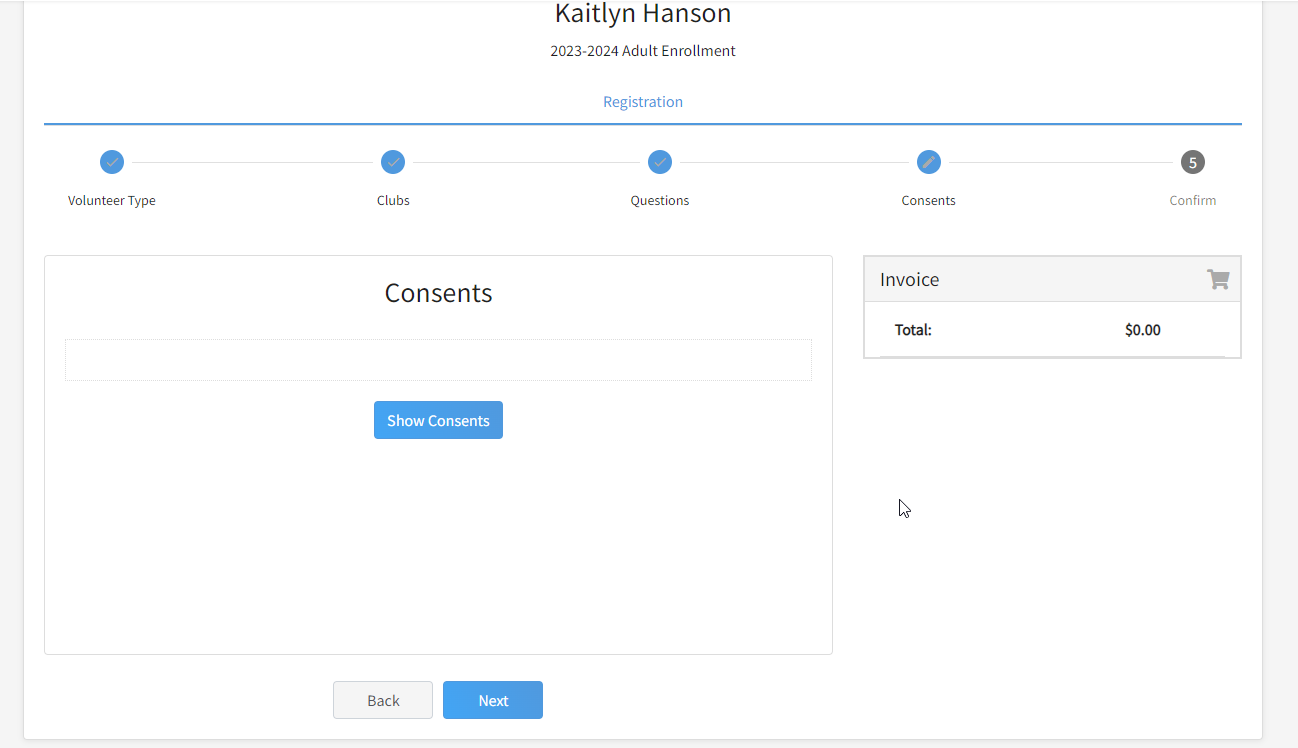 Kaitlyn Hanson
2023-2024 Adult Enrollment
Registration
5
Volunteer Type
Clubs
Questions
Consents
Confirm
Consents
Show Consents
Invoice
Total: $0.00
Back
Next